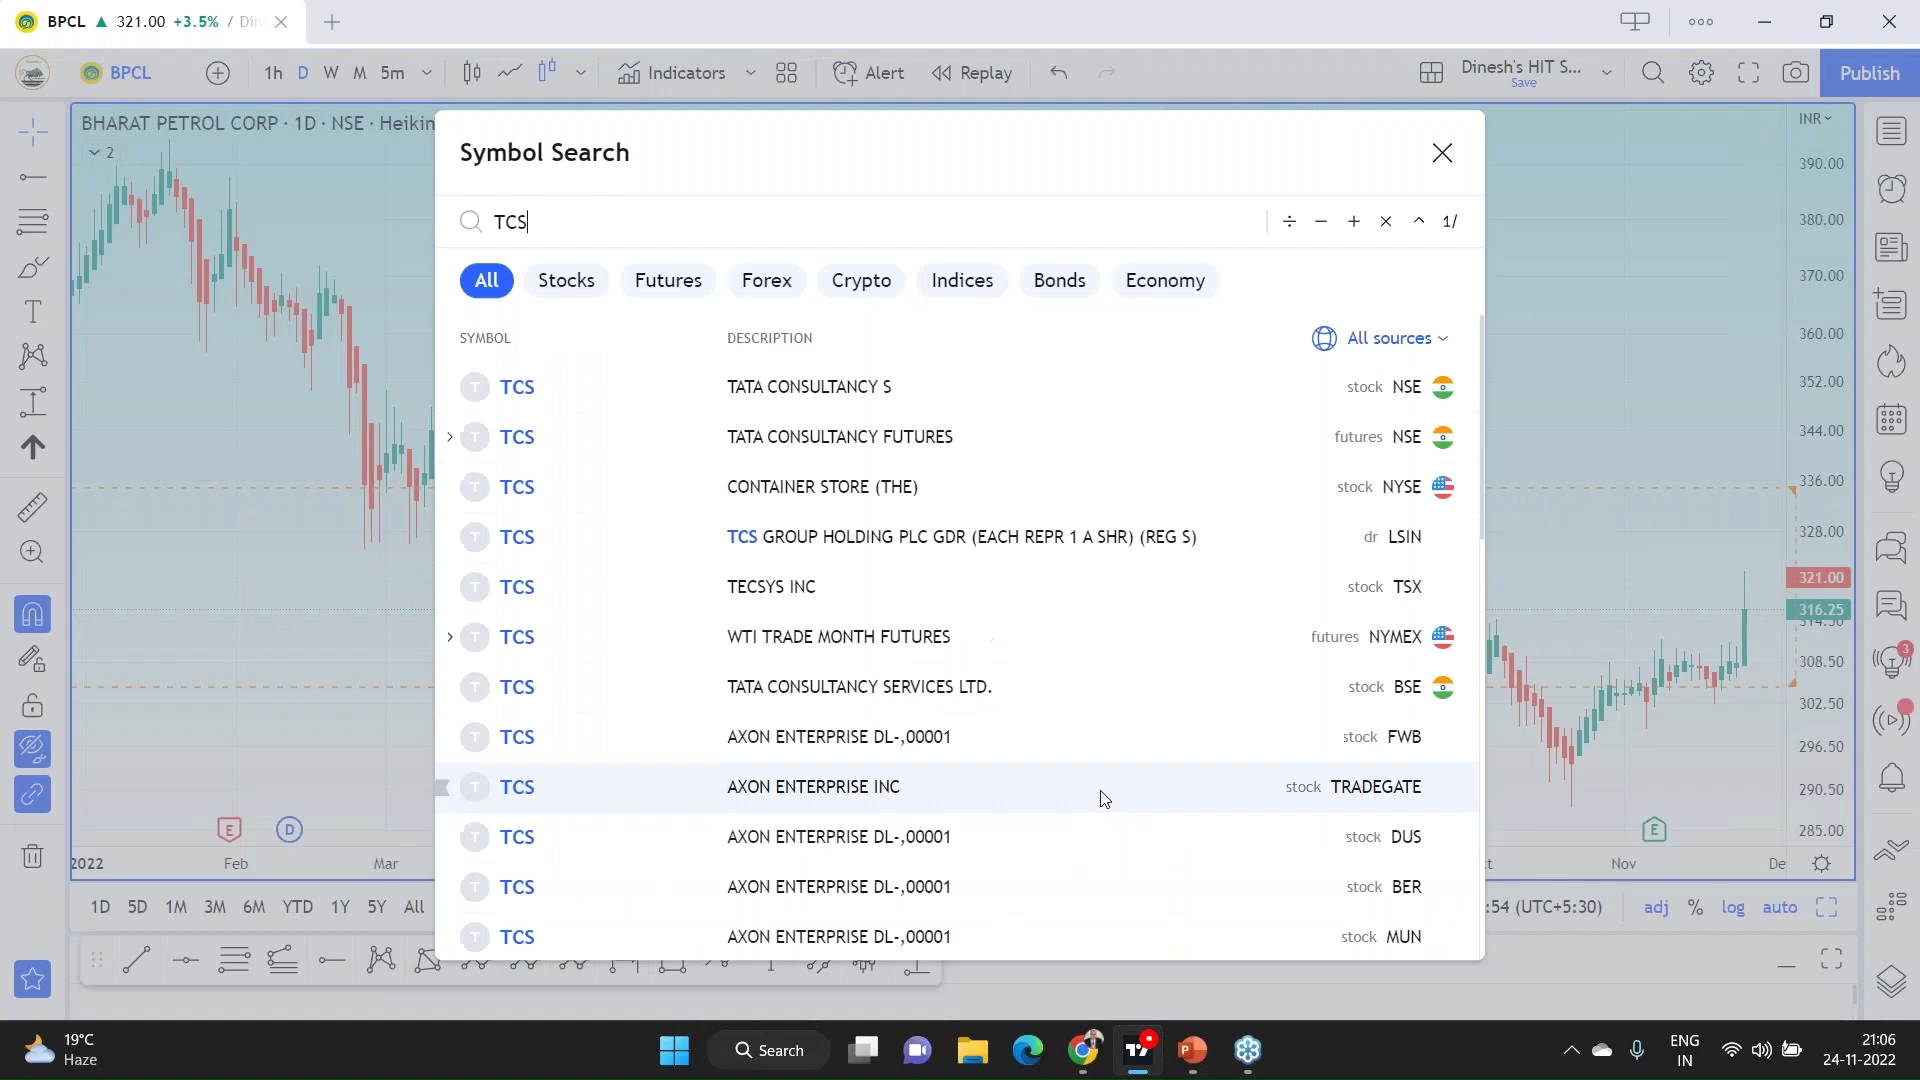 BPCL ▲ 321.00 +3.5% / Din
BPCL
1h D W M 5m
Indicators
Alert
Replay
Dinesh's HIT S...
Save
Publish
BHARAT PETROL CORP · 1D · NSE · Heikin
2
INR
Symbol Search
TCS
÷ − + × ^ 1/
All Stocks Futures Forex Crypto Indices Bonds Economy
SYMBOL DESCRIPTION All sources
T TCS TATA CONSULTANCY S stock NSE
T TCS TATA CONSULTANCY FUTURES futures NSE
T TCS CONTAINER STORE (THE) stock NYSE
T TCS TCS GROUP HOLDING PLC GDR (EACH REPR 1 A SHR) (REG S) dr LSIN
T TCS TECSYS INC stock TSX
T TCS WTI TRADE MONTH FUTURES futures NYMEX
T TCS TATA CONSULTANCY SERVICES LTD. stock BSE
T TCS AXON ENTERPRISE DL-,00001 stock FWB
T TCS AXON ENTERPRISE INC stock TRADEGATE
T TCS AXON ENTERPRISE DL-,00001 stock DUS
T TCS AXON ENTERPRISE DL-,00001 stock BER
T TCS AXON ENTERPRISE DL-,00001 stock MUN
390.00
380.00
370.00
360.00
352.00
344.00
336.00
328.00
321.00
316.25
314.50
308.50
302.50
296.50
290.50
285.00
3
E D E
2022 Feb Mar Nov De
1D 5D 1M 3M 6M YTD 1Y 5Y All
:54 (UTC+5:30) adj % log auto
19°C
Haze
Search
ENG
IN
21:06
24-11-2022